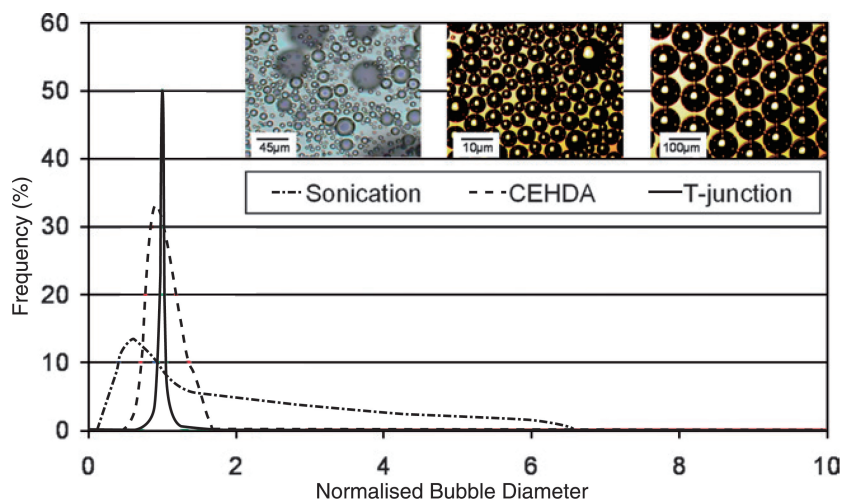 60
50
40
30
20
10
0
Frequency (%)
45μm
10μm
100μm
Sonication
CEHDA
T-junction
0
2
4
6
8
10
Normalised Bubble Diameter